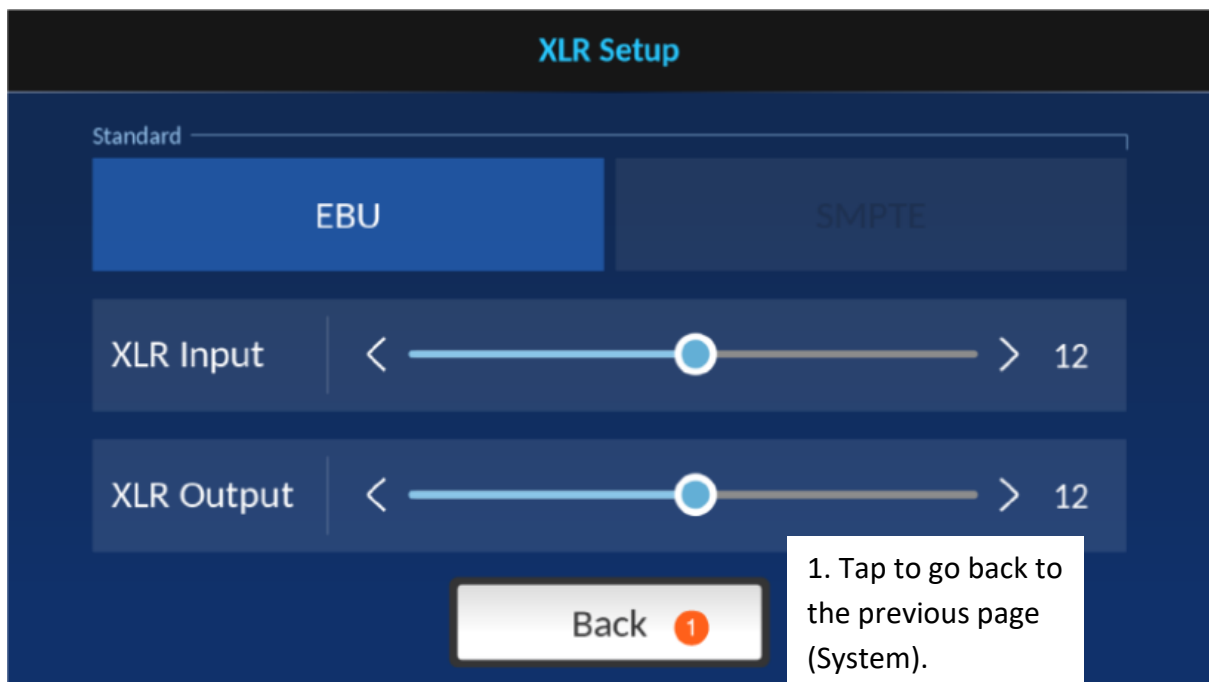 XLR Setup
Standard
EBU
SMPTE
XLR Input
12
XLR Output
12
Back 1
1. Tap to go back to
the previous page
(System).